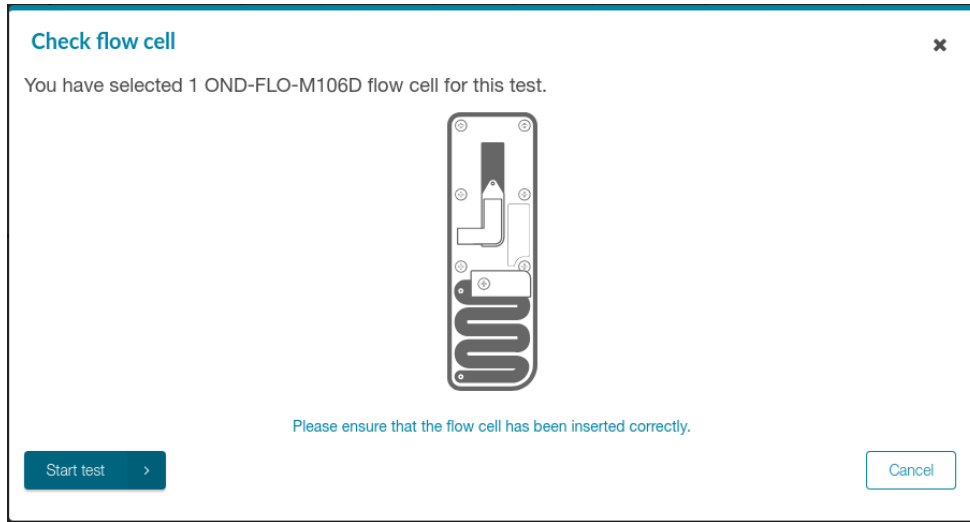 Check flow cell
You have selected 1 OND-FLO-M106D flow cell for this test.
Please ensure that the flow cell has been inserted correctly.
Start test
Cancel